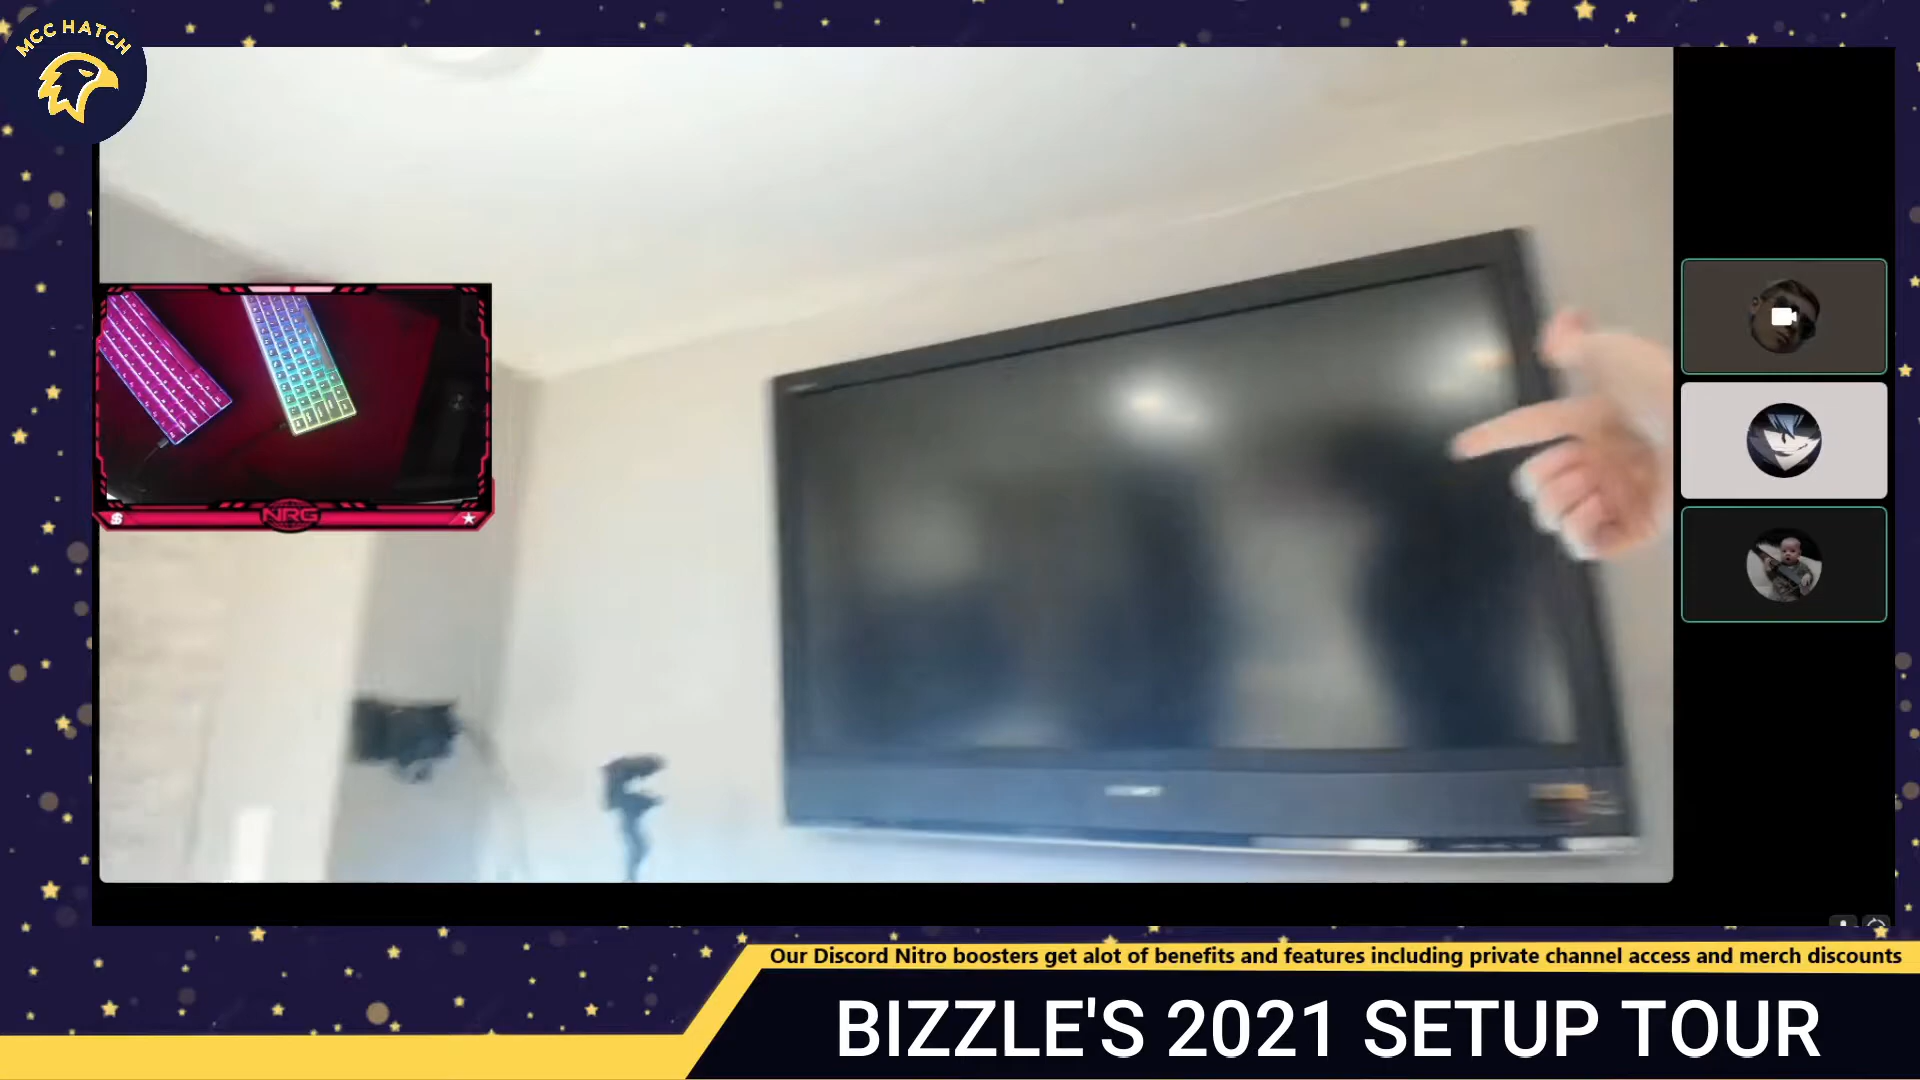 MCC HATCH
NRG
Our Discord Nitro boosters get alot of benefits and features including private channel access and merch discounts
BIZZLE'S 2021 SETUP TOUR